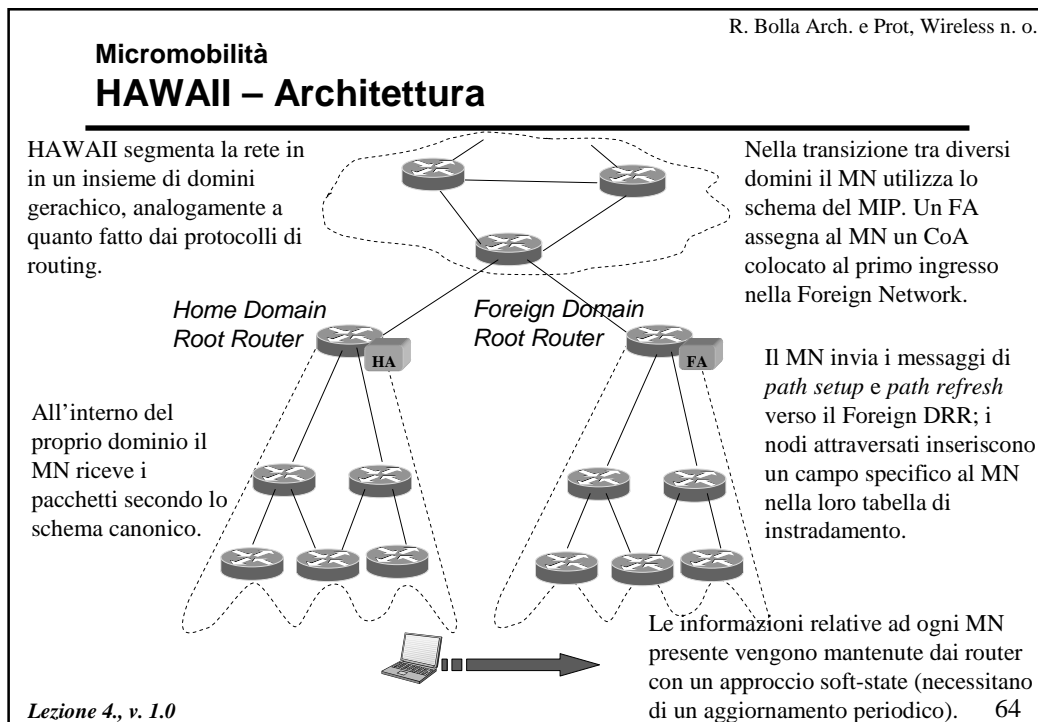 R. Bolla Arch. e Prot, Wireless n. o.
Micromobilità
HAWAII – Architettura
HAWAII segmenta la rete in
in un insieme di domini
gerachico, analogamente a
quanto fatto dai protocolli di
routing.
Nella transizione tra diversi
domini il MN utilizza lo
schema del MIP. Un FA
assegna al MN un CoA
colocato al primo ingresso
nella Foreign Network.
Home Domain
Root Router
HA
Foreign Domain
Root Router
FA
All'interno del
proprio dominio il
MN riceve i
pacchetti secondo lo
schema canonico.
Il MN invia i messaggi di
path setup e path refresh
verso il Foreign DRR; i
nodi attraversati inseriscono
un campo specifico al MN
nella loro tabella di
instradamento.
Le informazioni relative ad ogni MN
presente vengono mantenute dai router
con un approccio soft-state (necessitano
di un aggiornamento periodico).
Lezione 4., v. 1.0
64